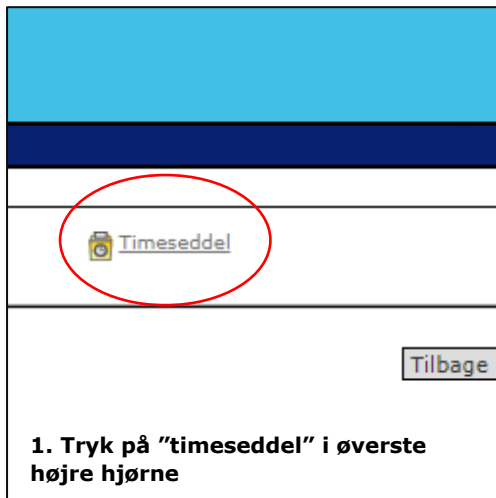 Timeseddel
Tilbage
1. Tryk på ”timeseddel” i øverste
højre hjørne